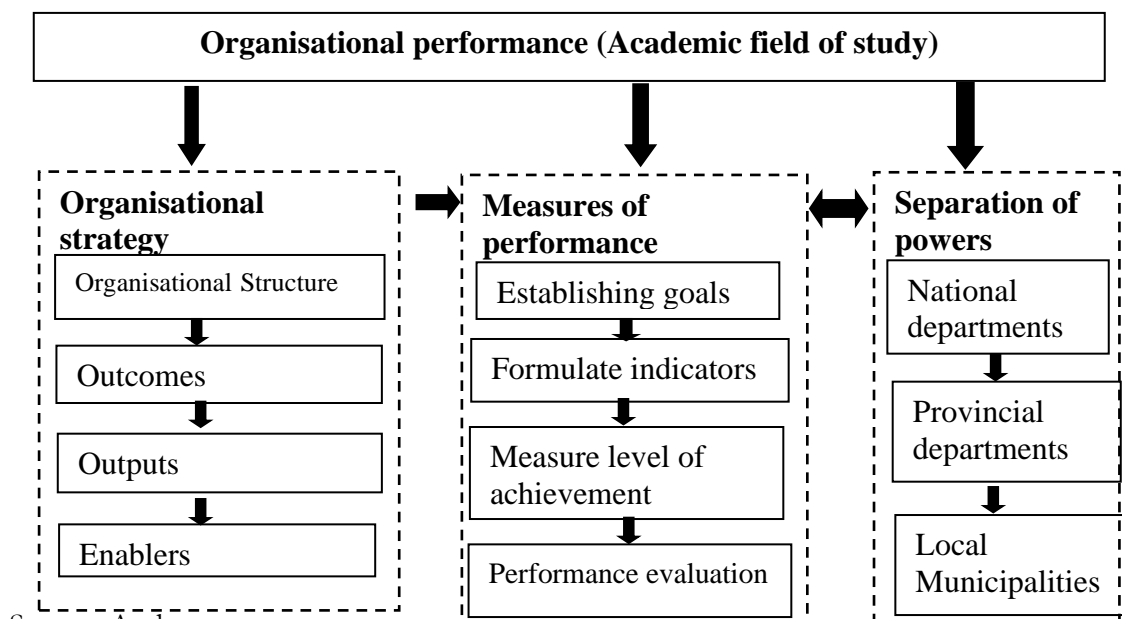 Organisational performance (Academic field of study)
Organisational
strategy
Organisational Structure
Outcomes
Outputs
Enablers
Measures of
performance
Establishing goals
Formulate indicators
Measure level of
achievement
Performance evaluation
Separation of
powers
National
departments
Provincial
departments
Local
Municipalities